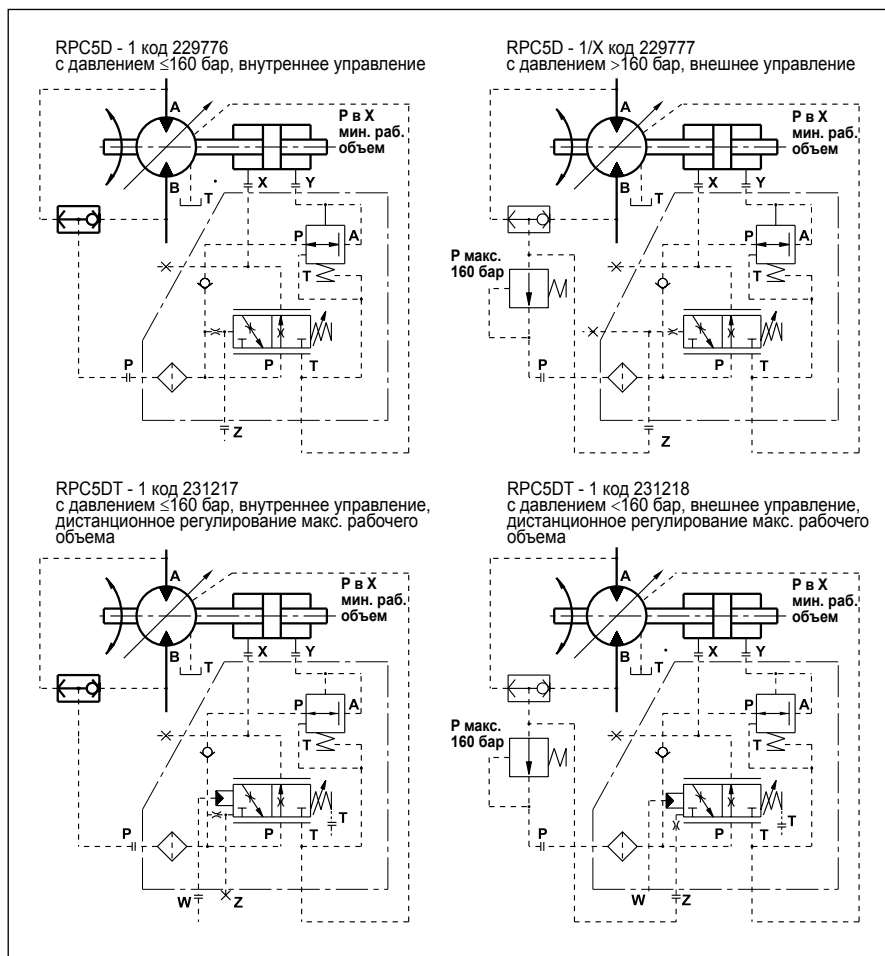 RPC5D - 1 код 229776
с давлением ≤160 бар, внутреннее управление
A
P в X
мин. раб.
объем
B
T
X
Y
P
A
T
P
P
T
Z
RPC5D - 1/X код 229777
с давлением >160 бар, внешнее управление
A
P в X
мин. раб.
объем
B
T
X
Y
P макс.
160 бар
P
A
T
P
P
T
Z
RPC5DT - 1 код 231217
с давлением ≤160 бар, внутреннее управление,
дистанционное регулирование макс. рабочего
объема
A
P в X
мин. раб.
объем
B
T
X
Y
P
A
T
P
P
T
T
W
Z
RPC5DT - 1 код 231218
с давлением <160 бар, внешнее управление,
дистанционное регулирование макс. рабочего
объема
A
P в X
мин. раб.
объем
B
T
X
Y
P макс.
160 бар
P
A
T
P
P
T
T
W
Z